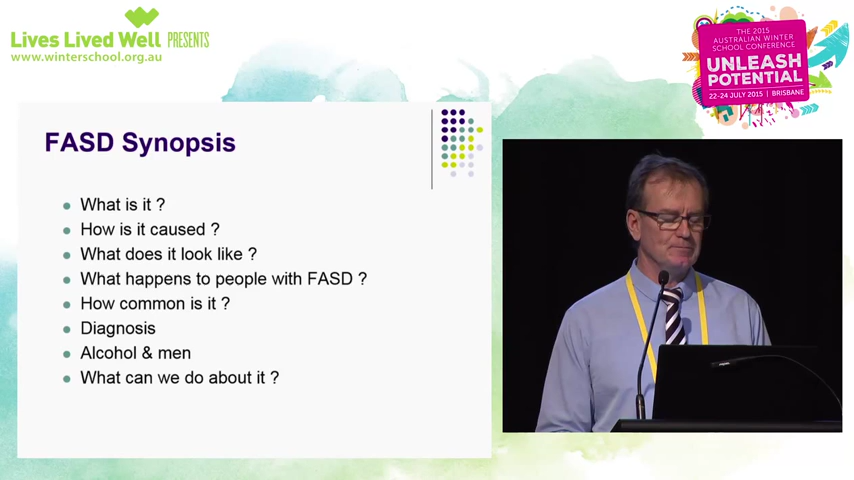 Lives Lived Well PRESENTS
www.winterschool.org.au
THE 2015
AUSTRALIAN WINTER
SCHOOL CONFERENCE
UNLEASH
POTENTIAL
22-24 JULY 2015 | BRISBANE
FASD Synopsis
What is it ?
How is it caused ?
What does it look like ?
What happens to people with FASD ?
How common is it ?
Diagnosis
Alcohol & men
What can we do about it ?